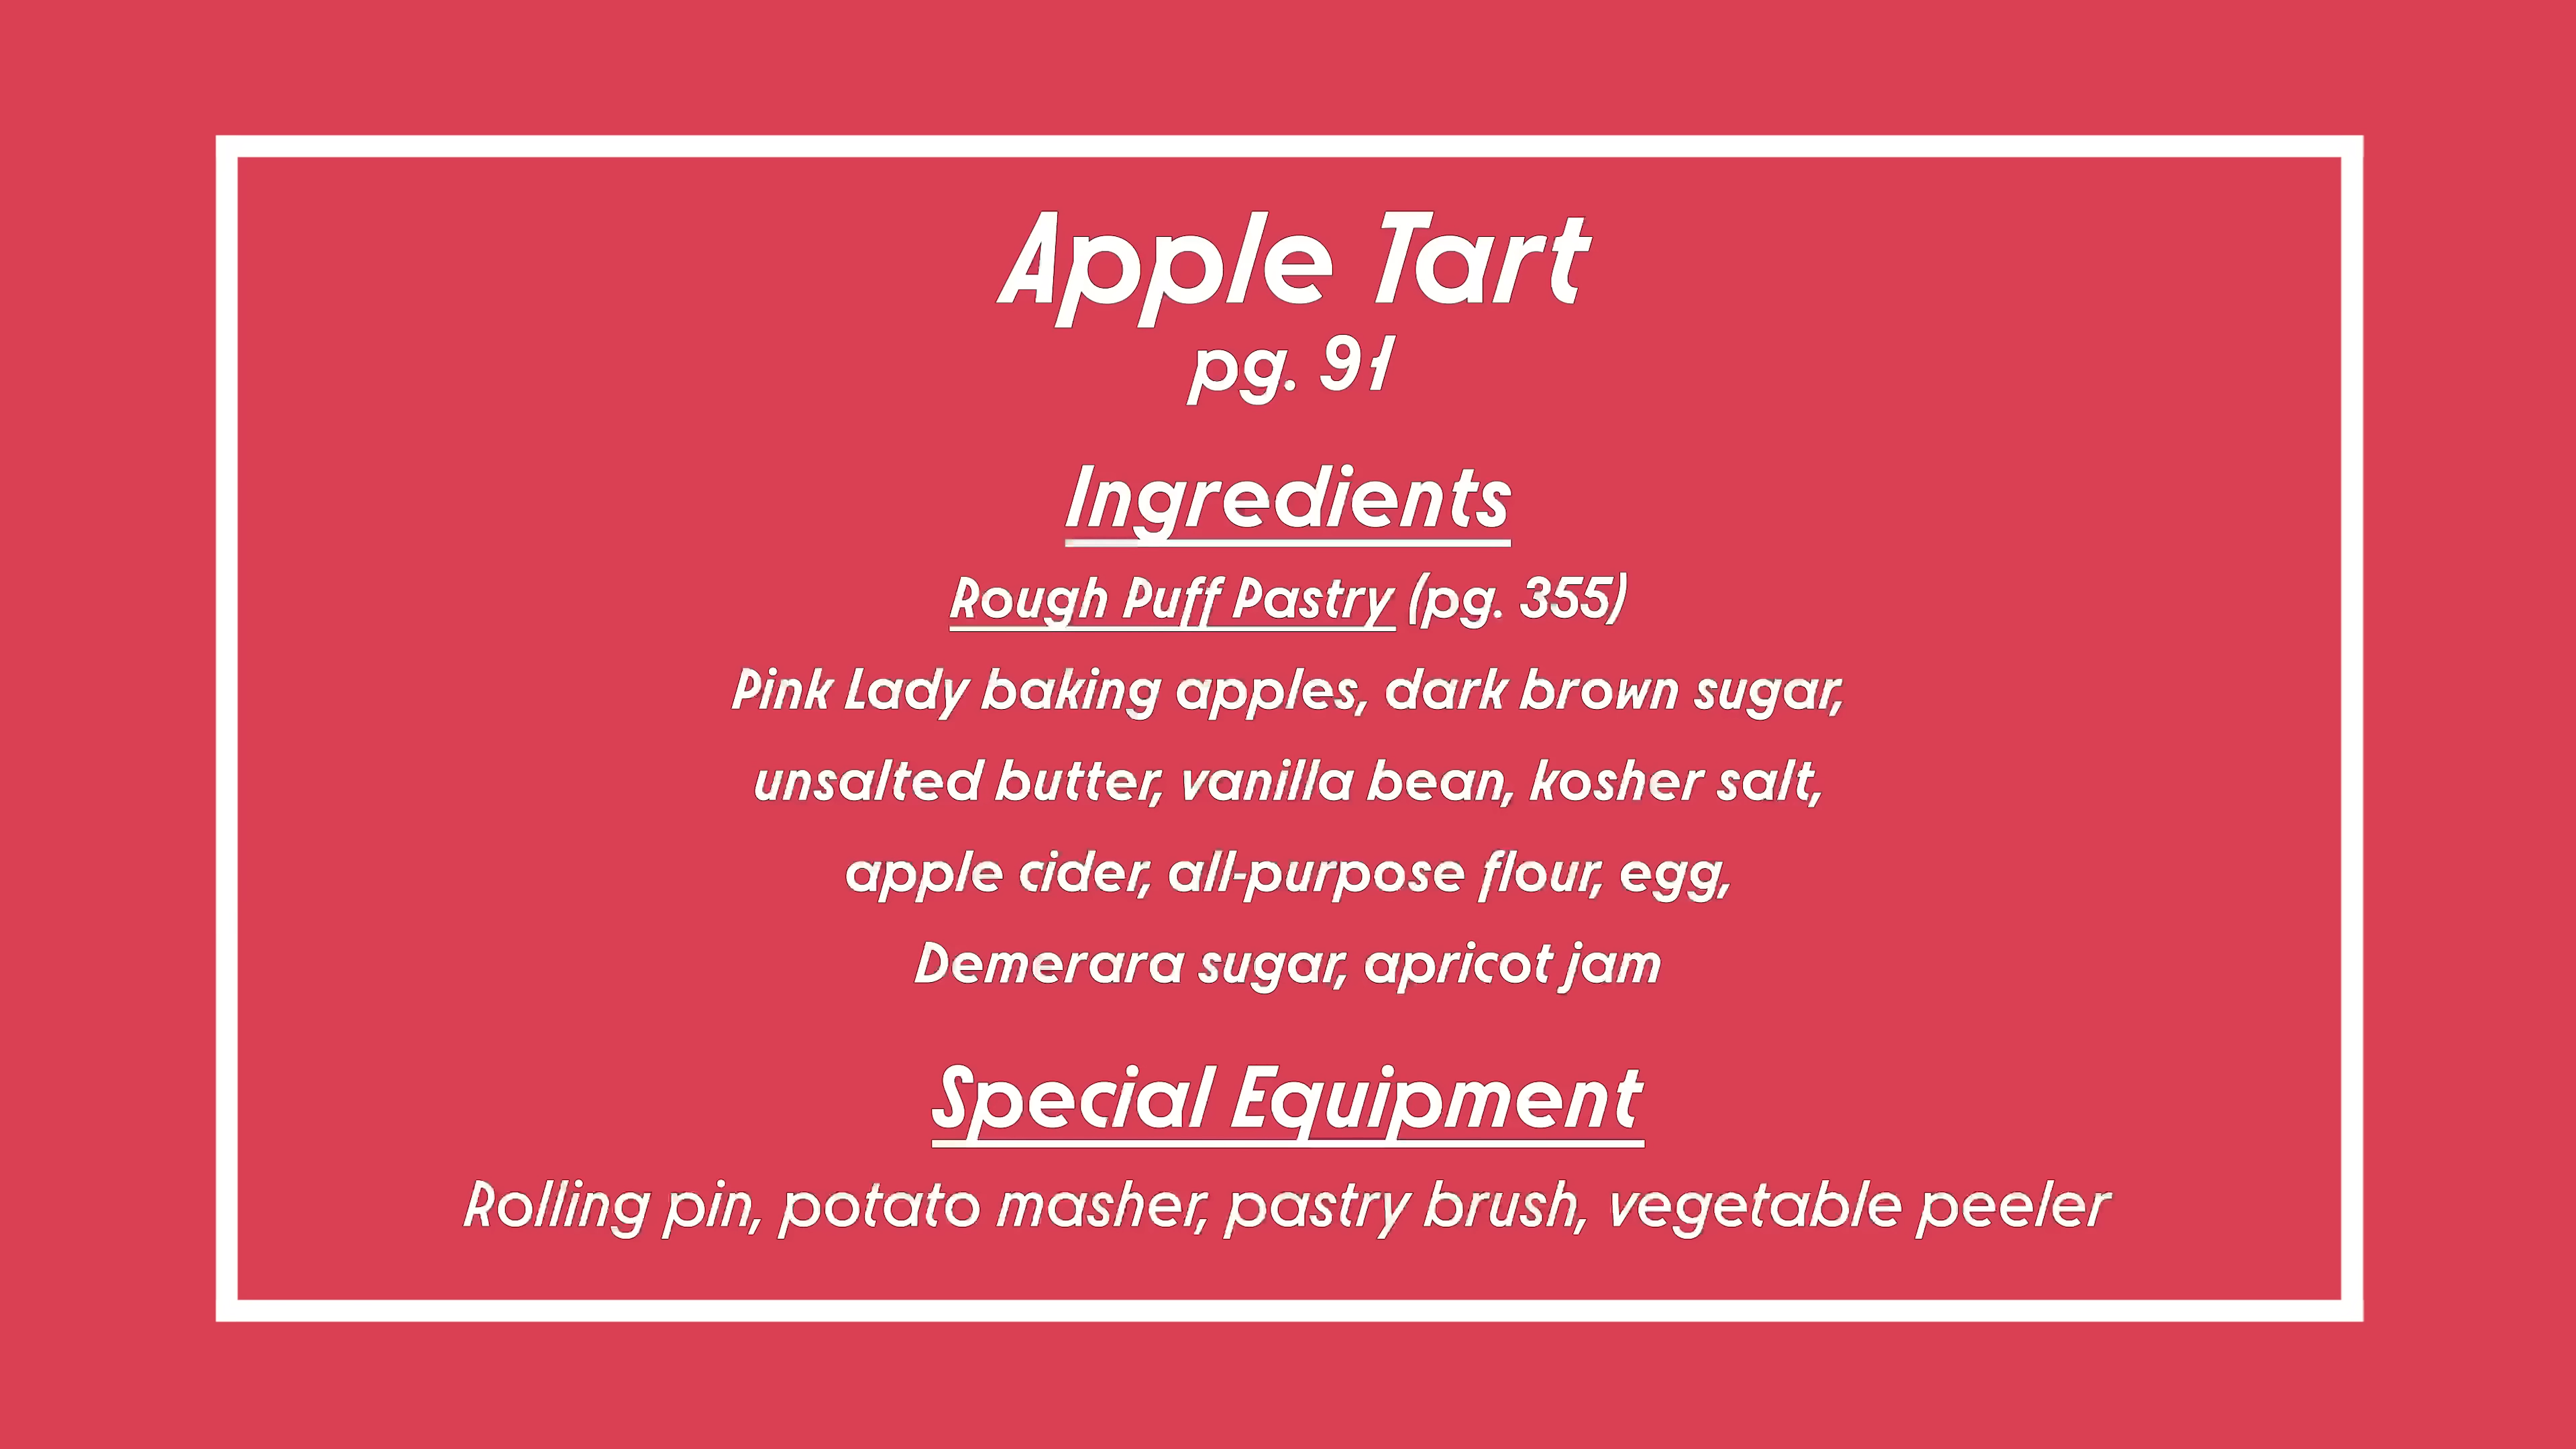 Apple Tart
pg. 91
Ingredients
Rough Puff Pastry (pg. 355)
Pink Lady baking apples, dark brown sugar,
unsalted butter, vanilla bean, kosher salt,
apple cider, all-purpose flour, egg,
Demerara sugar, apricot jam
Special Equipment
Rolling pin, potato masher, pastry brush, vegetable peeler